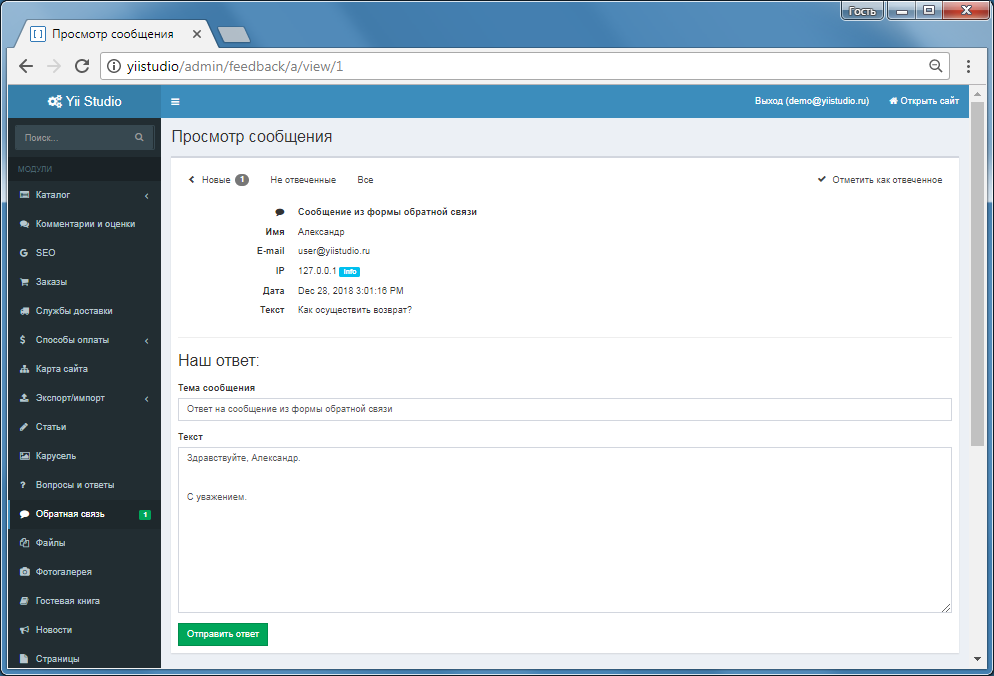 Гость
Просмотр сообщения
yiistudio/admin/feedback/a/view/1
Yii Studio
Выход (demo@yiistudio.ru) Открыть сайт
Поиск...
МОДУЛИ
Каталог
Комментарии и оценки
SEO
Заказы
Службы доставки
Способы оплаты
Карта сайта
Экспорт/импорт
Статьи
Карусель
Вопросы и ответы
Обратная связь 1
Файлы
Фотогалерея
Гостевая книга
Новости
Страницы
Просмотр сообщения
Новые 1 Не отвеченные Все Отметить как отвеченное
Сообщение из формы обратной связи
Имя Александр
E-mail user@yiistudio.ru
IP 127.0.0.1 info
Дата Dec 28, 2018 3:01:16 PM
Текст Как осуществить возврат?
Наш ответ:
Тема сообщения
Ответ на сообщение из формы обратной связи
Текст
Здравствуйте, Александр.
С уважением.
Отправить ответ